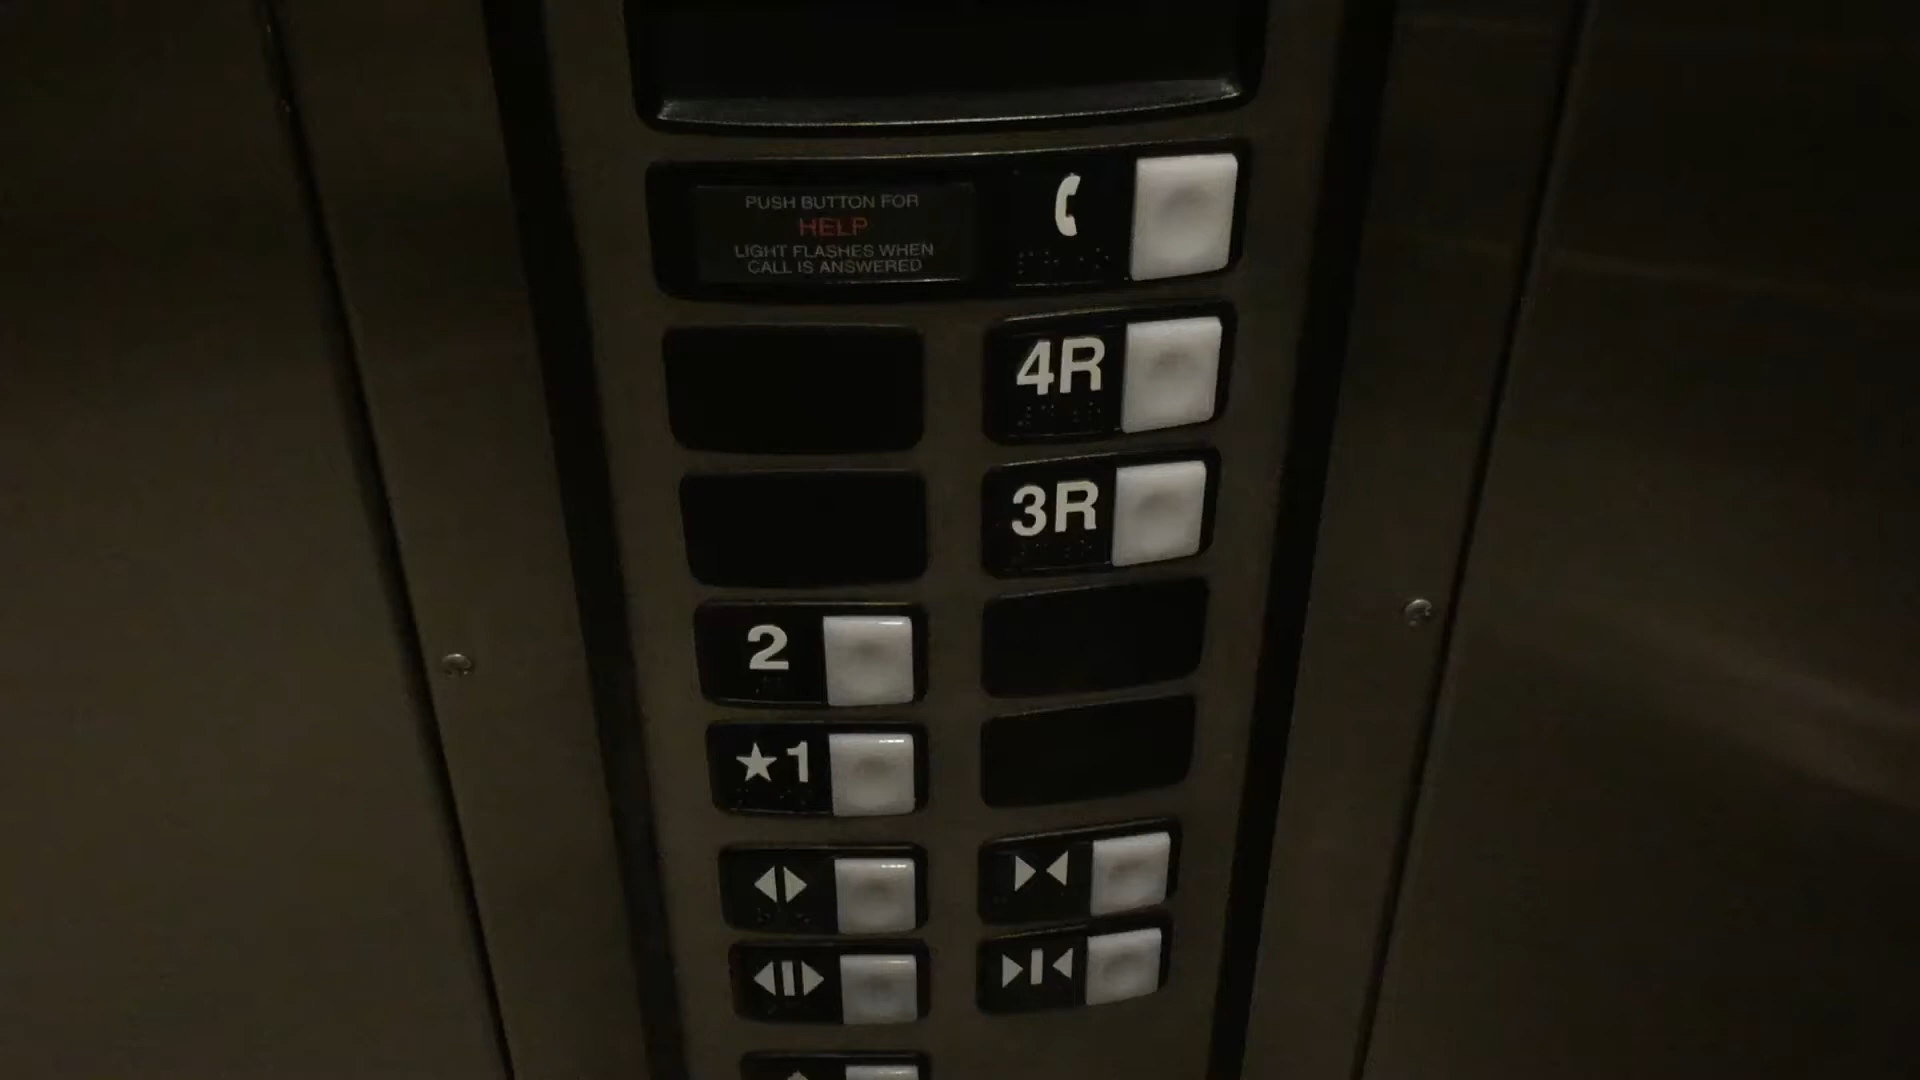 PUSH BUTTON FOR
HELP
LIGHT FLASHES WHEN
CALL IS ANSWERED
4R
3R
2
★1